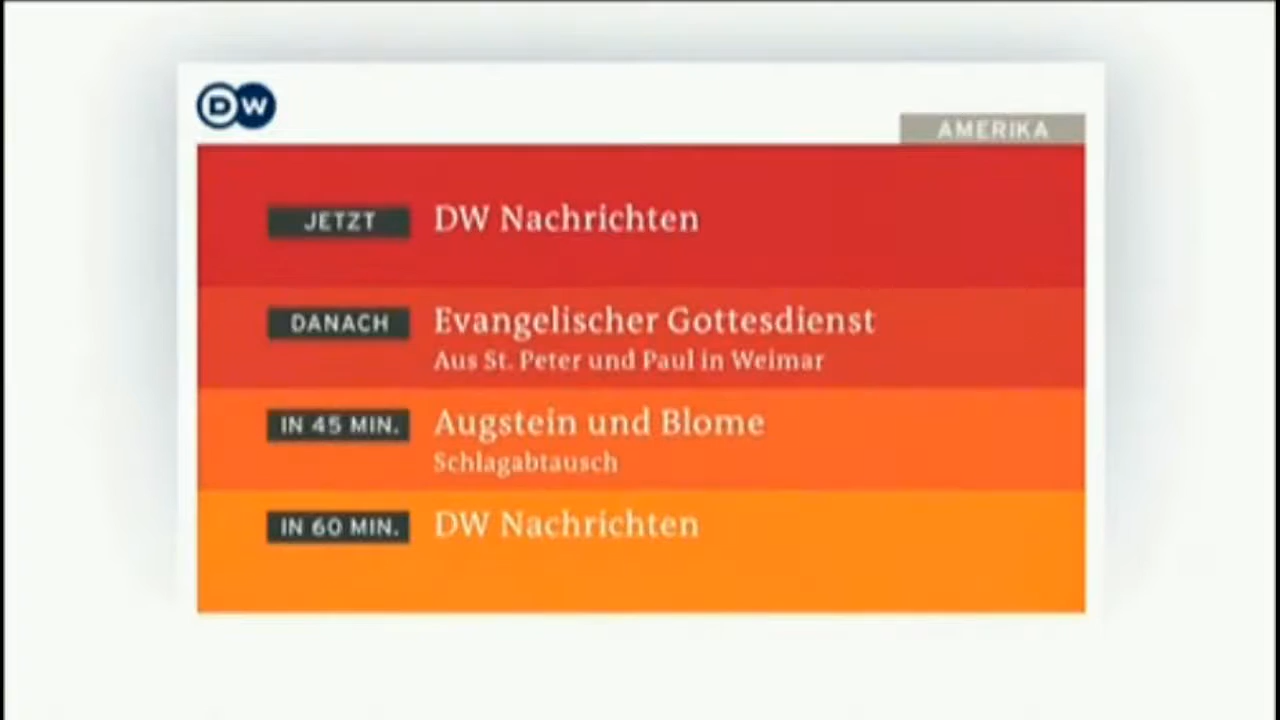 DW
AMERIKA
JETZT DW Nachrichten
DANACH Evangelischer Gottesdienst
Aus St. Peter und Paul in Weimar
IN 45 MIN. Augstein und Blome
Schlagabtausch
IN 60 MIN. DW Nachrichten